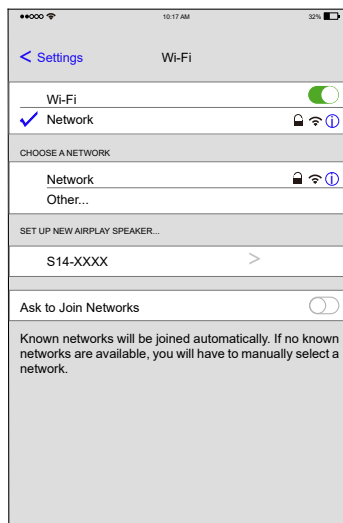 10:17 AM
32%
< Settings
Wi-Fi
Wi-Fi
Network
CHOOSE A NETWORK
Network
Other...
SET UP NEW AIRPLAY SPEAKER...
S14-XXXX
Ask to Join Networks
Known networks will be joined automatically. If no known
networks are available, you will have to manually select a
network.